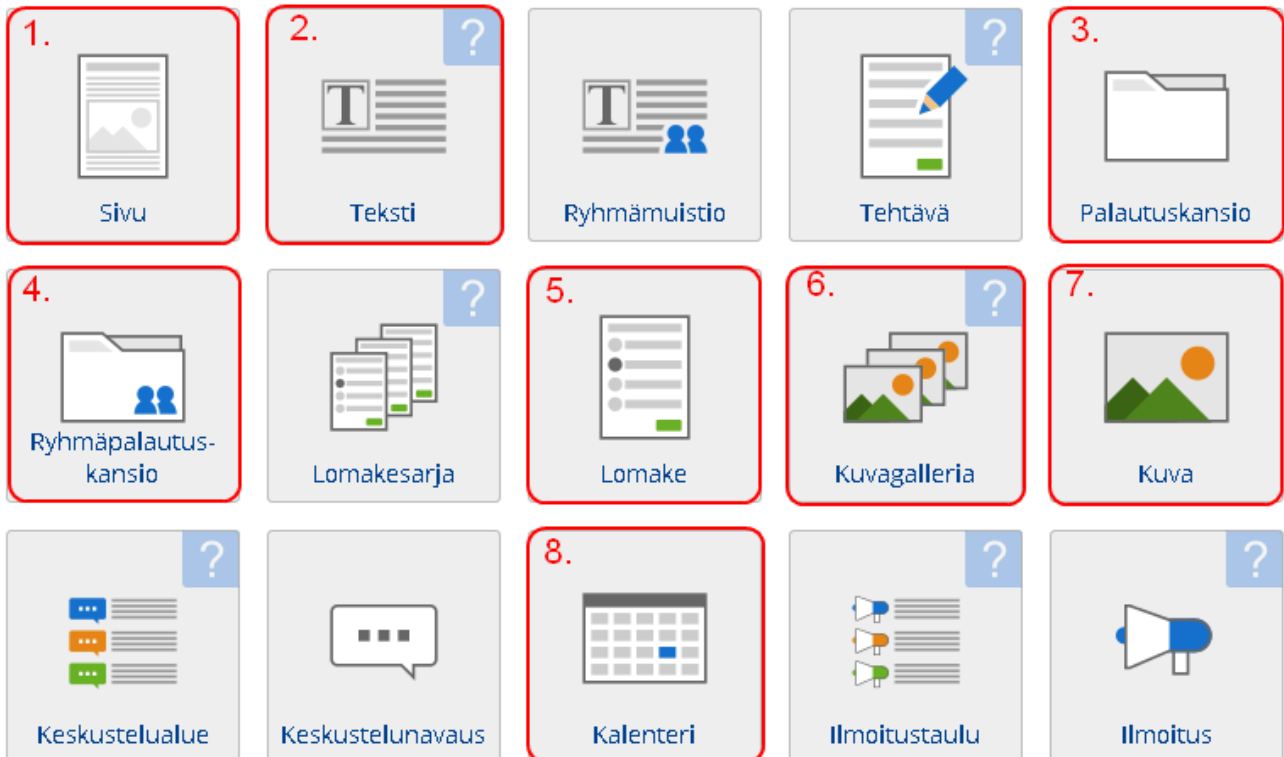 1.
Sivu
2.
?
T
Teksti
T
Ryhmämuistio
?
Tehtävä
3.
Palautuskansio
4.
Ryhmäpalautus-
kansio
?
Lomakesarja
5.
Lomake
6.
?
Kuvagalleria
7.
Kuva
?
Keskustelualue
Keskustelunavaus
8.
Kalenteri
?
Ilmoitustaulu
?
Ilmoitus